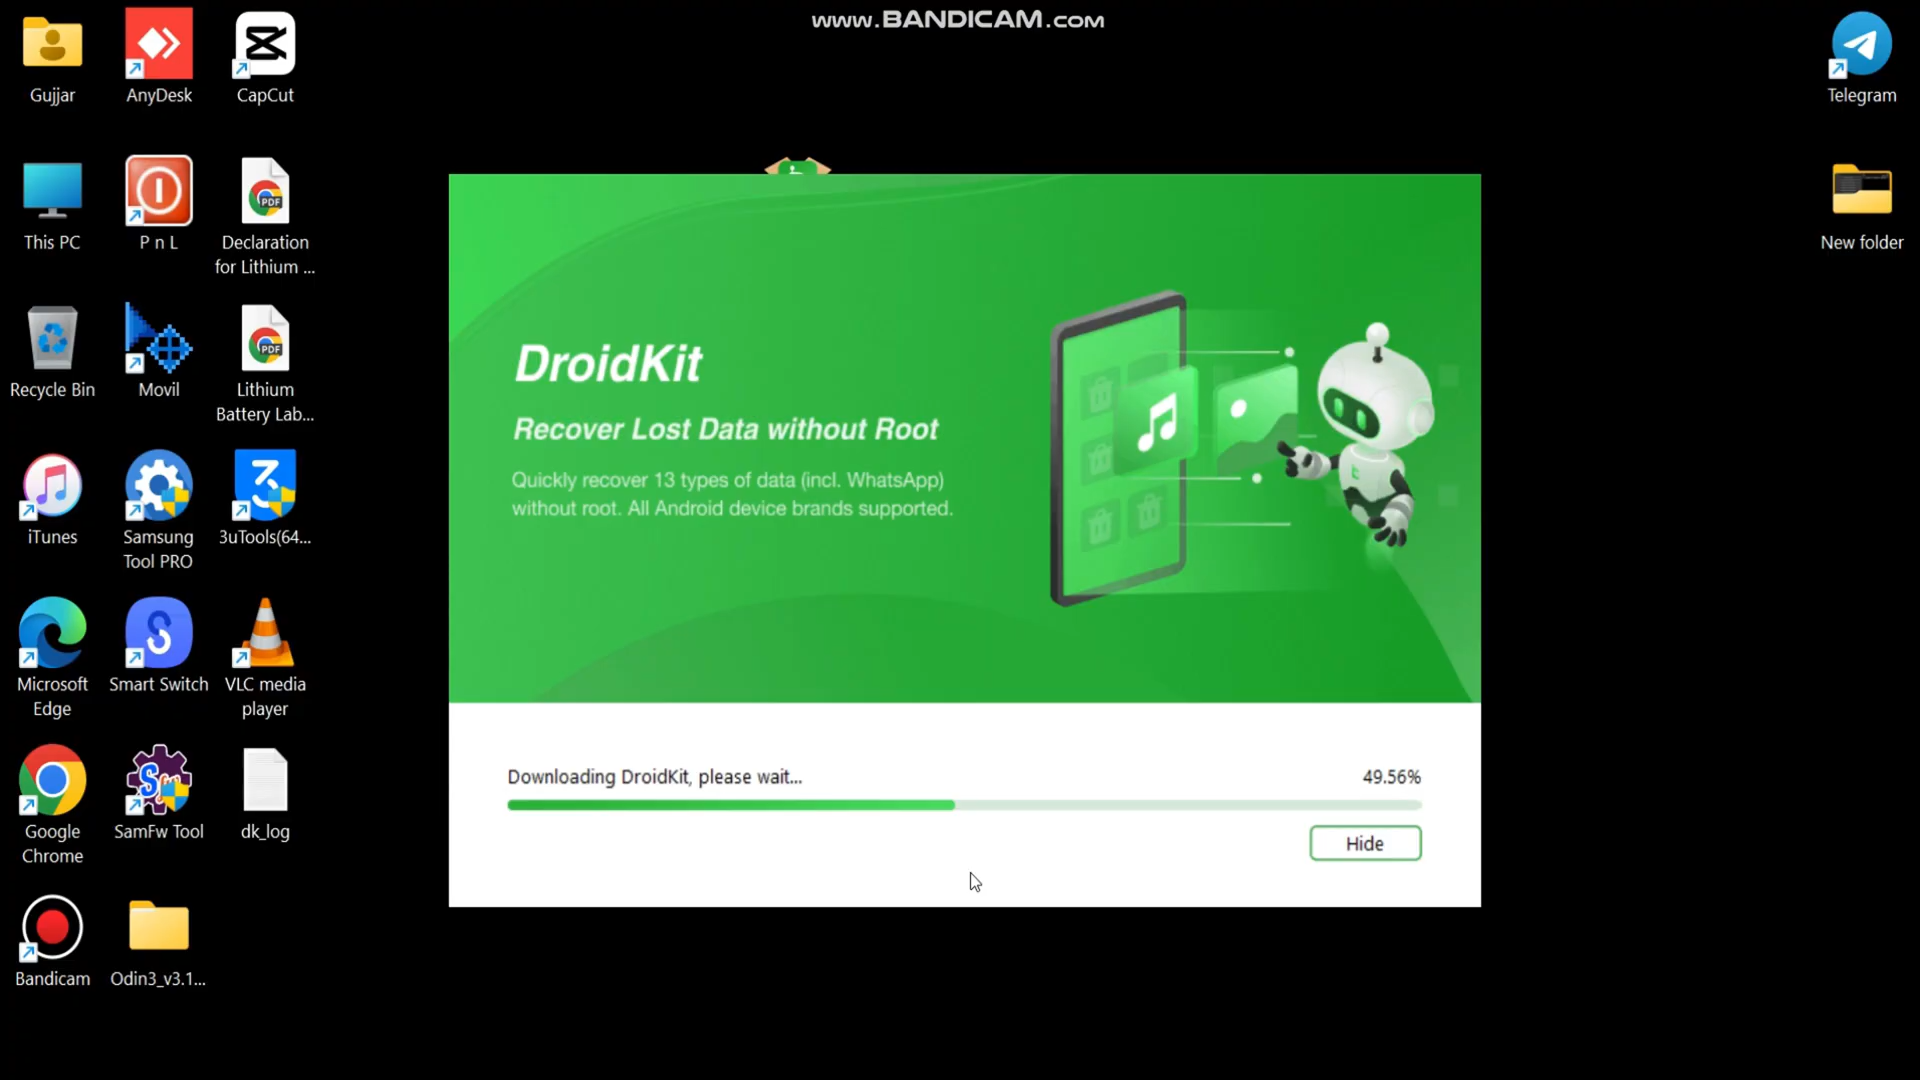 www.BANDICAM.com
Gujjar
AnyDesk
CapCut
Telegram
This PC
P n L
Declaration
for Lithium ...
New folder
Recycle Bin
Movil
Lithium
Battery Lab...
iTunes
Samsung
Tool PRO
3uTools(64...
Microsoft
Edge
Smart Switch
VLC media
player
Google
Chrome
SamFw Tool
dk_log
Bandicam
Odin3_v3.1...
PDF
PDF
DroidKit
Recover Lost Data without Root
Quickly recover 13 types of data (incl. WhatsApp)
without root. All Android device brands supported.
Downloading DroidKit, please wait...
49.56%
Hide